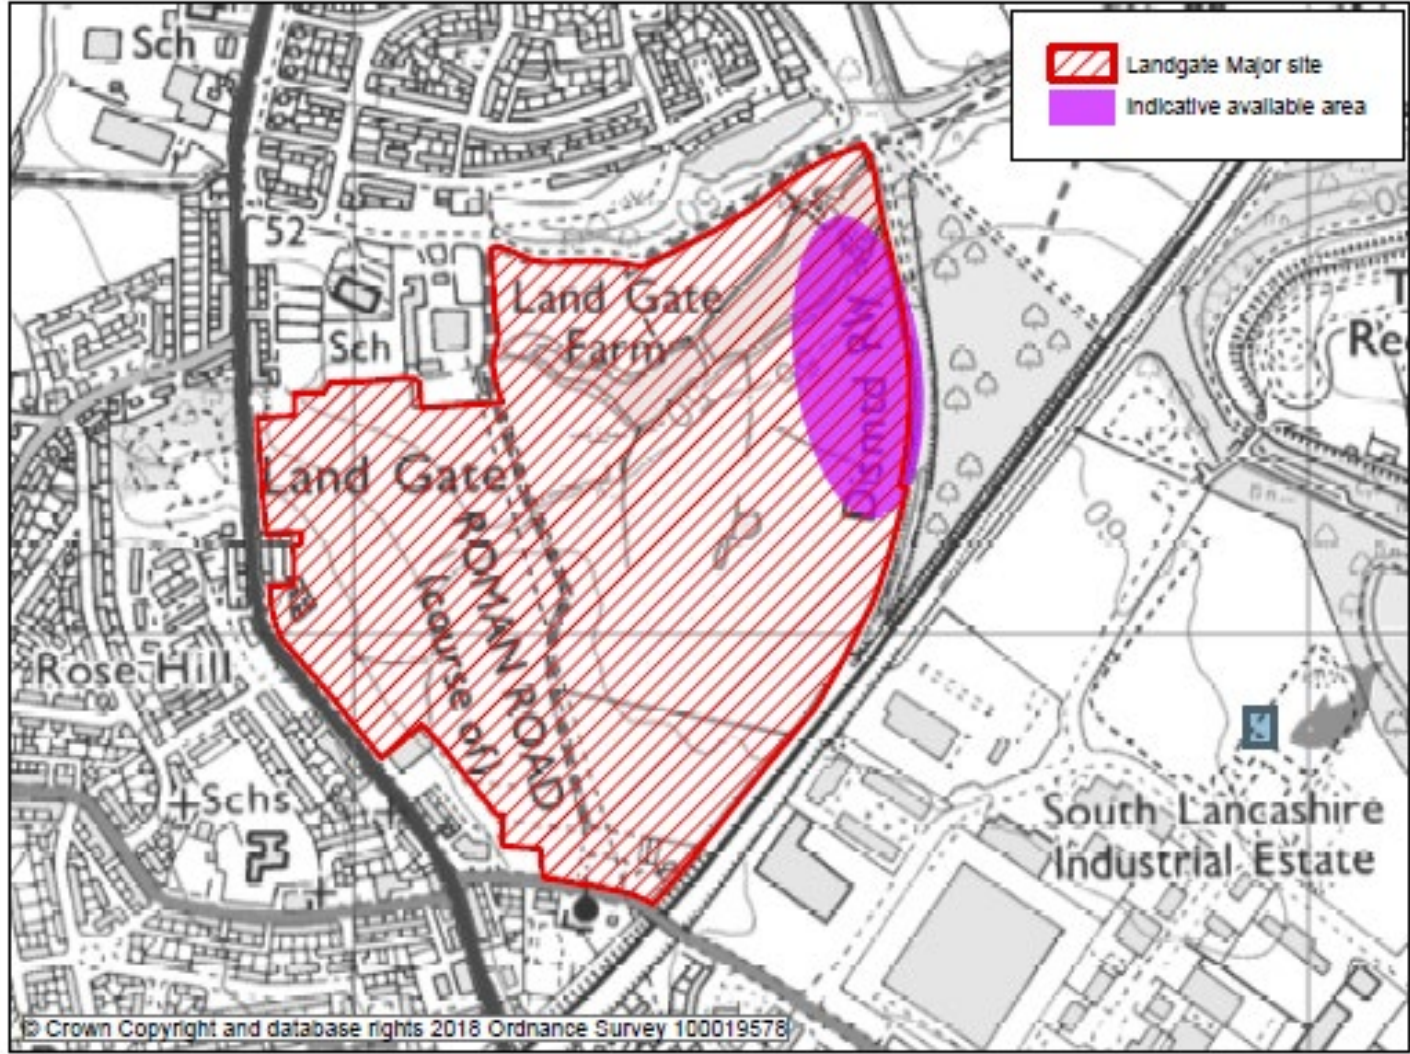 Landgate Major site
Indicative available area
Sch
52
Land Gate
Farm
Sch
Dismtd Rly
Land Gate
ROMAN ROAD
(course of)
Rose Hill
Schs
60
South Lancashire
Industrial Estate
© Crown Copyright and database rights 2018 Ordnance Survey 100019578